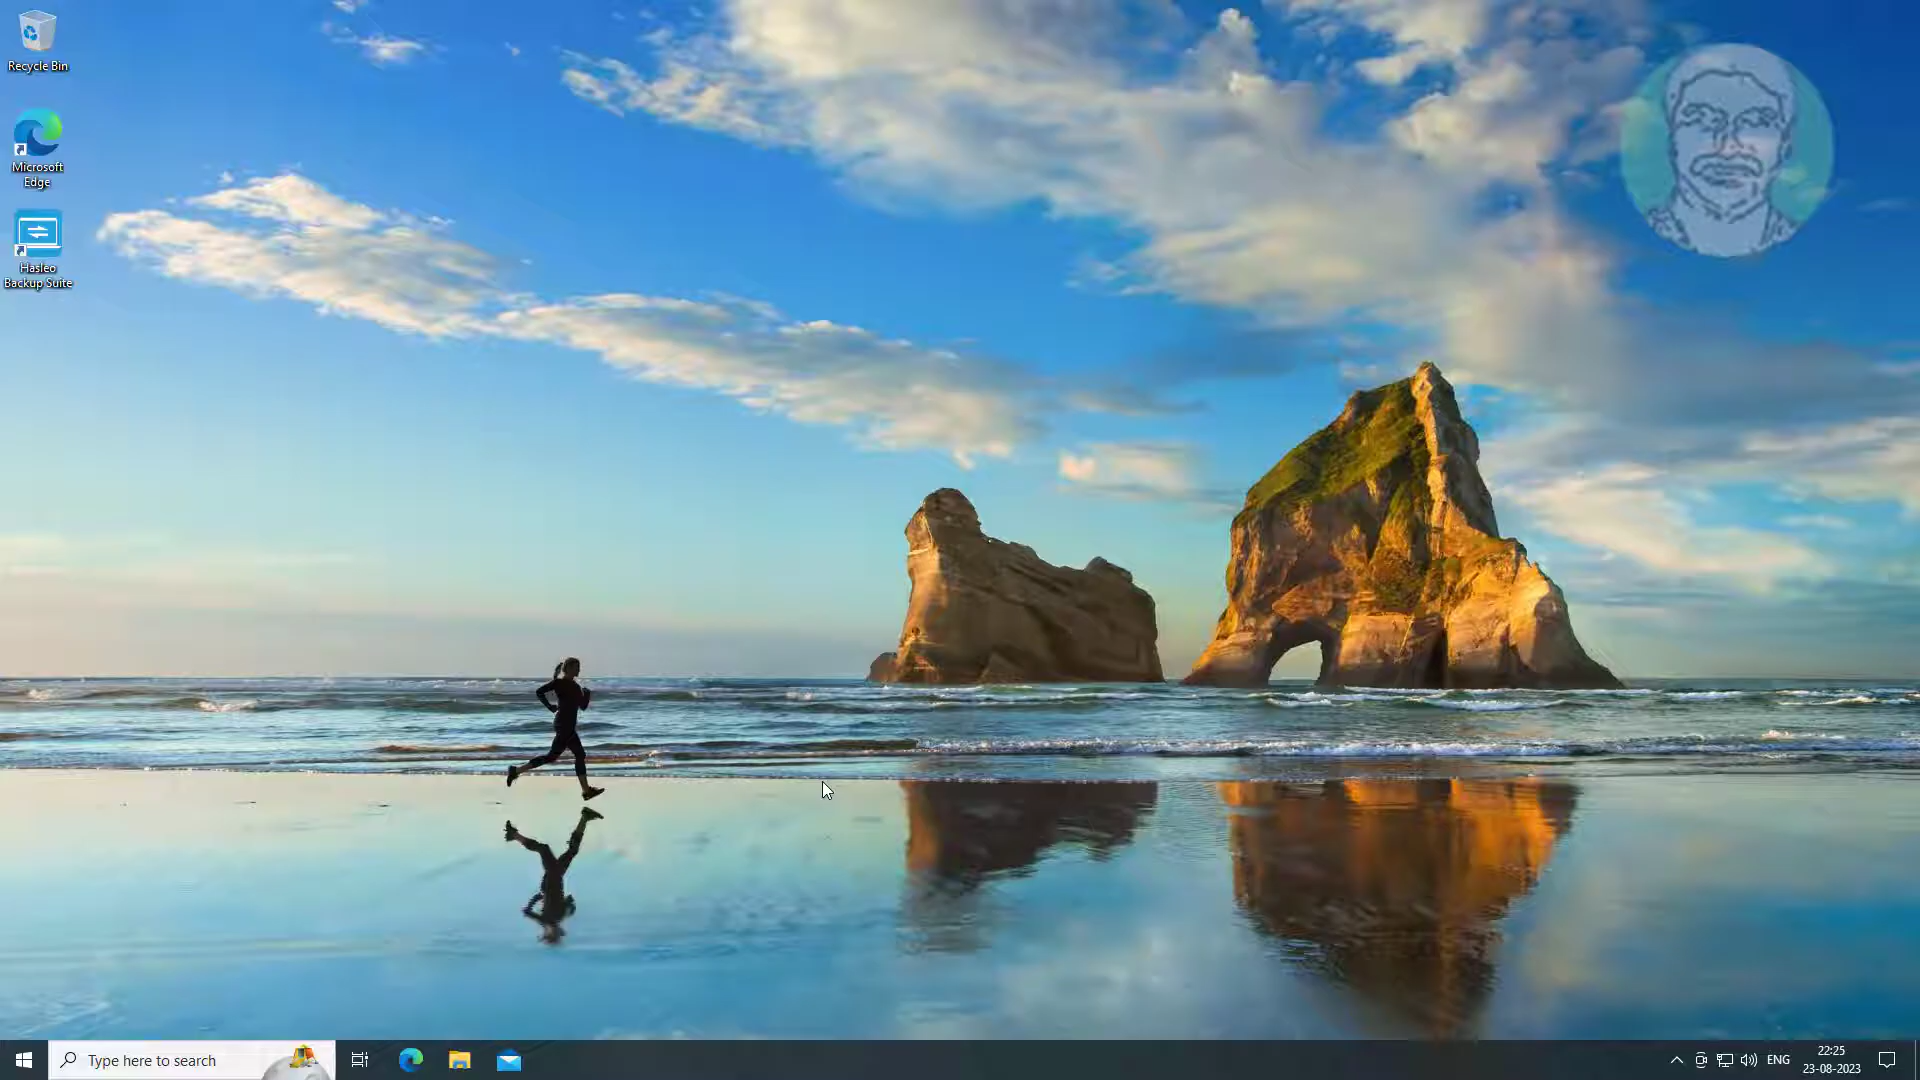 Recycle Bin
Microsoft
Edge
Hasleo
Backup Suite
Type here to search
ENG
22:25
23-08-2023